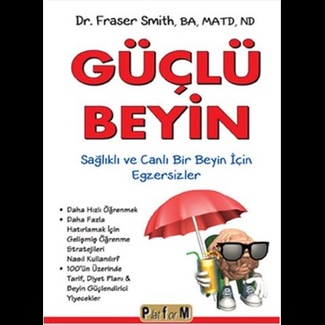 Dr. Fraser Smith, BA, MATD, ND
GÜÇLÜ
BEYİN
Sağlıklı ve Canlı Bir Beyin İçin
Egzersizler
• Daha Hızlı Öğrenmek
• Daha Fazla
Hatırlamak İçin
Gelişmiş Öğrenme
Stratejileri
Nasıl Kullanılır?
• 100'ün Üzerinde
Tarif, Diyet Planı &
Beyin Güçlendirici
Yiyecekler
PlatforM